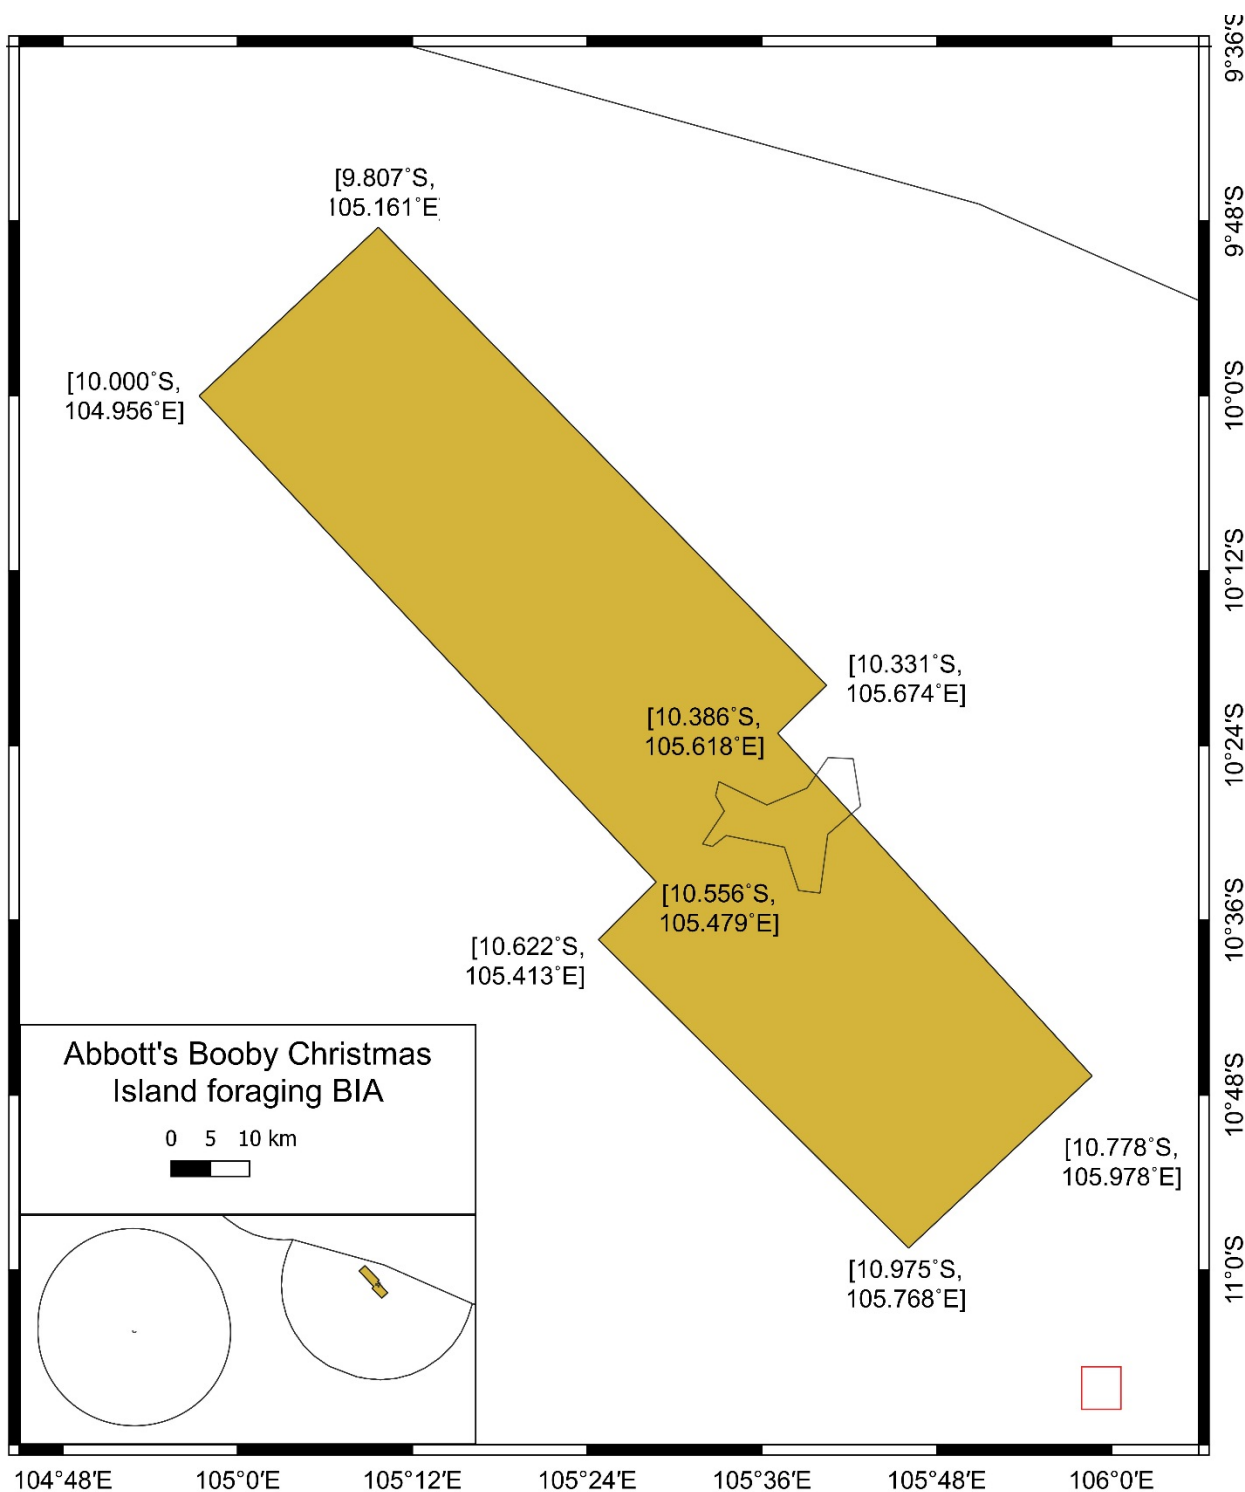 [9.807°S,
105.161°E]
[10.000°S,
104.956°E]
[10.331°S,
105.674°E]
[10.386°S,
105.618°E]
[10.556°S,
105.479°E]
[10.622°S,
105.413°E]
[10.778°S,
105.978°E]
[10.975°S,
105.768°E]
Abbott's Booby Christmas
Island foraging BIA
0 5 10 km
9°36'S
9°48'S
10°0'S
10°12'S
10°24'S
10°36'S
10°48'S
11°0'S
104°48'E 105°0'E 105°12'E 105°24'E 105°36'E 105°48'E 106°0'E